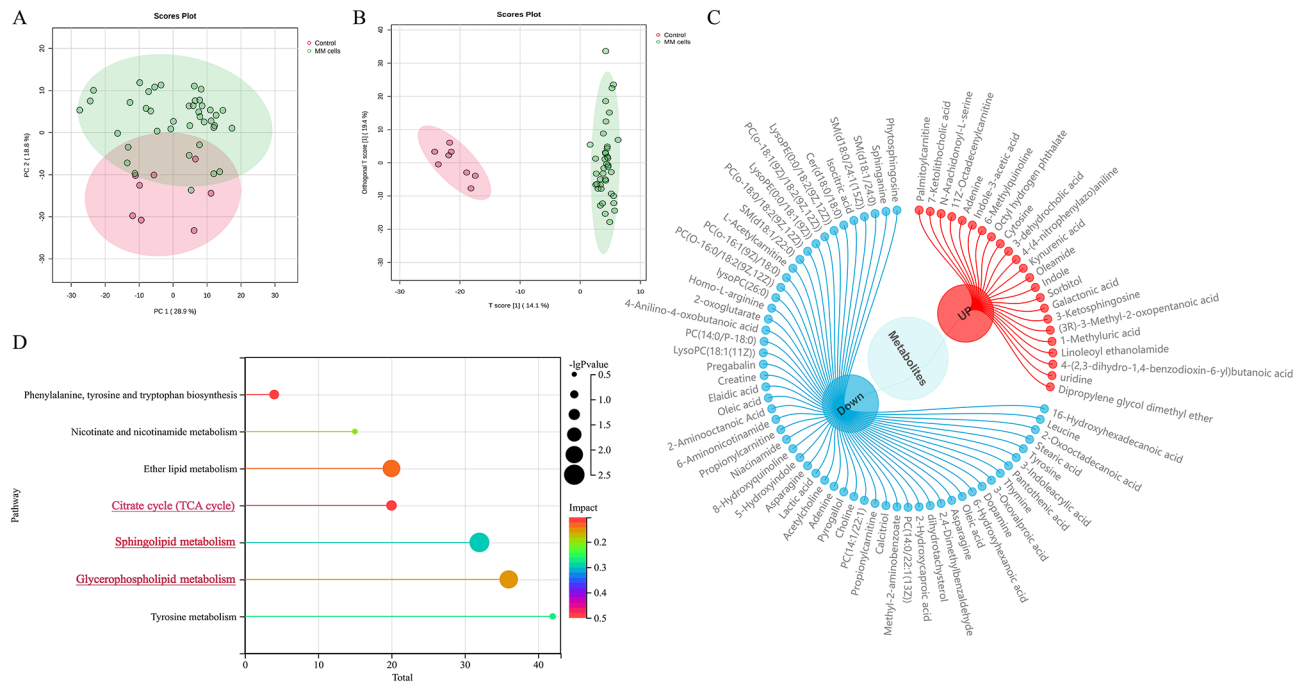 A
Scores Plot
PC 2 ( 18.8 %)
20
10
0
-10
-20
-30
-30
-20
-10
0
10
20
30
PC 1 ( 28.9 %)
Control
MM cells
B
Scores Plot
Orthogonal T score [1] ( 19.4 %)
40
30
20
10
0
-10
-20
-30
-30
-20
-10
0
10
T score [1] ( 14.1 %)
Control
MM cells
C
Metabolites
UP
Down
Palmitoylcarnitine
7-Ketolithocholic acid
N-Arachidonoyl-L-serine
11Z-Octadecenylcarnitine
Adenine
Indole-3-acetic acid
6-Methylquinoline
Octyl hydrogen phthalate
Cytosine
3-dehydrocholic acid
4-(4-nitrophenylazo)aniline
Kynurenic acid
Oleamide
Indole
Sorbitol
Galactonic acid
3-Ketosphingosine
(3R)-3-Methyl-2-oxopentanoic acid
1-Methyluric acid
Linoleoyl ethanolamide
4-(2,3-dihydro-1,4-benzodioxin-6-yl)butanoic acid
uridine
Dipropylene glycol dimethyl ether
16-Hydroxyhexadecanoic acid
Leucine
2-Oxooctadecanoic acid
Stearic acid
Tyrosine
3-Indoleacrylic acid
Pantothenic acid
Thymine
3-Oxovalproic acid
Dopamine
6-Hydroxyhexanoic acid
Oleic acid
Asparagine
2,4-Dimethylbenzaldehyde
dihydrotachysterol
2-Hydroxycaproic acid
PC(14:0/22:1(13Z))
Methyl-2-aminobenzoate
Calcitriol
Propionylcarnitine
PC(14:1/22:1)
Choline
Pyrogallol
Adenine
Acetylcholine
Lactic acid
Asparagine
5-Hydroxyindole
8-Hydroxyquinoline
Niacinamide
Propionylcarnitine
6-Aminonicotinamide
2-Aminooctanoic Acid
Oleic acid
Elaidic acid
Creatine
Pregabalin
LysoPC(18:1(11Z))
PC(14:0/P-18:0)
4-Anilino-4-oxobutanoic acid
2-oxoglutarate
Homo-L-arginine
lysoPC(26:0)
PC(O-16:0/18:2(9Z,12Z))
PC(o-16:1(9Z)/18:0)
L-Acetylcarnitine
SM(d18:1/22:0)
PC(o-18:0/18:2(9Z,12Z))
LysoPE(0:0/18:1(9Z))
PC(o-18:1(9Z)/18:2(9Z,12Z))
LysoPE(0:0/18:2(9Z,12Z))
Cer(d18:0/18:0)
Isocitric acid
SM(d18:0/24:1(15Z))
SM(d18:1/24:0)
Sphinganine
Phytosphingosine
D
Pathway
Phenylalanine, tyrosine and tryptophan biosynthesis
Nicotinate and nicotinamide metabolism
Ether lipid metabolism
Citrate cycle (TCA cycle)
Sphingolipid metabolism
Glycerophospholipid metabolism
Tyrosine metabolism
0
10
20
30
40
Total
-lgPvalue
0.5
1.0
1.5
1.7
2.0
2.5
Impact
0.2
0.3
0.4
0.5